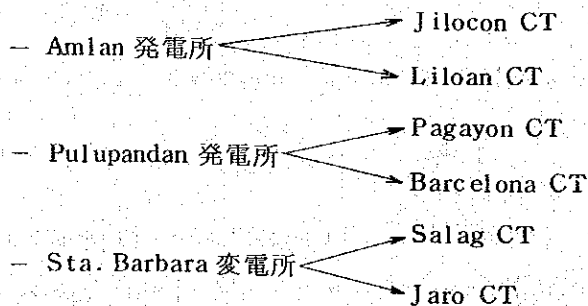 Jilocon CT
— Amlan 発電所
Liloan CT
Pagayon CT
— Pulupandan 発電所
Barcelona CT
Salag CT
— Sta. Barbara 変電所
Jaro CT